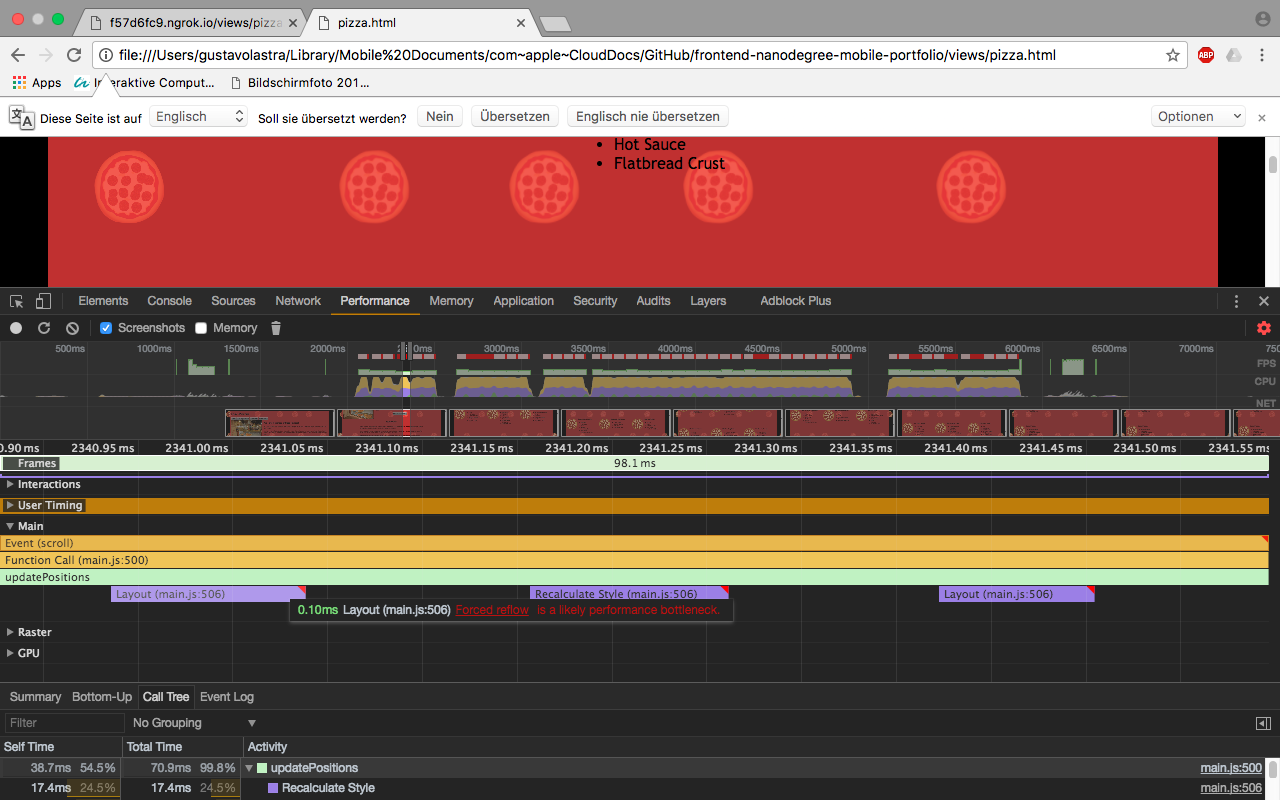 f57d6fc9.ngrok.io/views/pizza pizza.html
file:///Users/gustavolastra/Library/Mobile%20Documents/com~apple~CloudDocs/GitHub/frontend-nanodegree-mobile-portfolio/views/pizza.html ABP
Apps Interactive Comput... Bildschirmfoto 201...
Diese Seite ist auf Englisch Soll sie übersetzt werden? Nein Übersetzen Englisch nie übersetzen Optionen
• Hot Sauce
• Flatbread Crust
Elements Console Sources Network Performance Memory Application Security Audits Layers Adblock Plus
Screenshots Memory
500ms 1000ms 1500ms 2000ms 3000ms 3500ms 4000ms 4500ms 5000ms 5500ms 6000ms 6500ms 7000ms
FPS
CPU
NET
0.90 ms 2340.95 ms 2341.00 ms 2341.05 ms 2341.10 ms 2341.15 ms 2341.20 ms 2341.25 ms 2341.30 ms 2341.35 ms 2341.40 ms 2341.45 ms 2341.50 ms 2341.55 ms
Frames 98.1 ms
Interactions
User Timing
Main
Event (scroll)
Function Call (main.js:500)
updatePositions
Layout (main.js:506) Recalculate Style (main.js:506) Layout (main.js:506)
0.10ms Layout (main.js:506) Forced reflow is a likely performance bottleneck.
Raster
GPU
Summary Bottom-Up Call Tree Event Log
Filter No Grouping
Self Time Total Time Activity
38.7ms 54.5% 70.9ms 99.8% updatePositions main.js:500
17.4ms 24.5% 17.4ms 24.5% Recalculate Style main.js:506